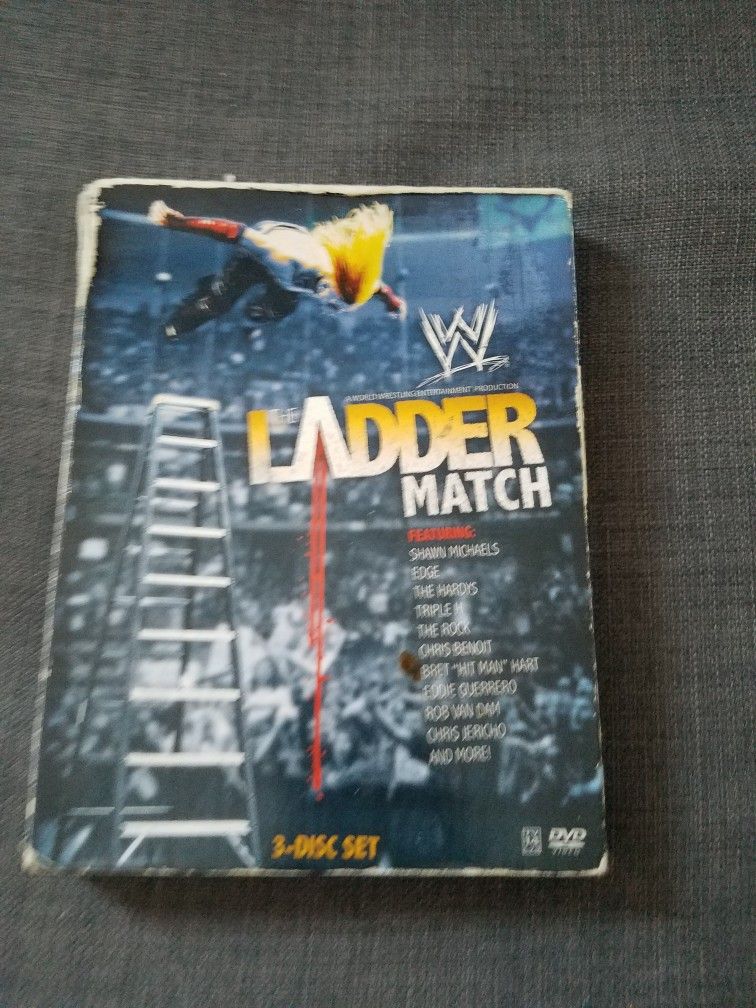 W
A WORLD WRESTLING ENTERTAINMENT PRODUCTION
THE
LADDER
MATCH
FEATURING:
SHAWN MICHAELS
EDGE
THE HARDYS
TRIPLE H
THE ROCK
CHRIS BENOIT
BRET "HIT MAN" HART
EDDIE GUERRERO
ROB VAN DAM
CHRIS JERICHO
AND MORE!
3-DISC SET
DVD
VIDEO